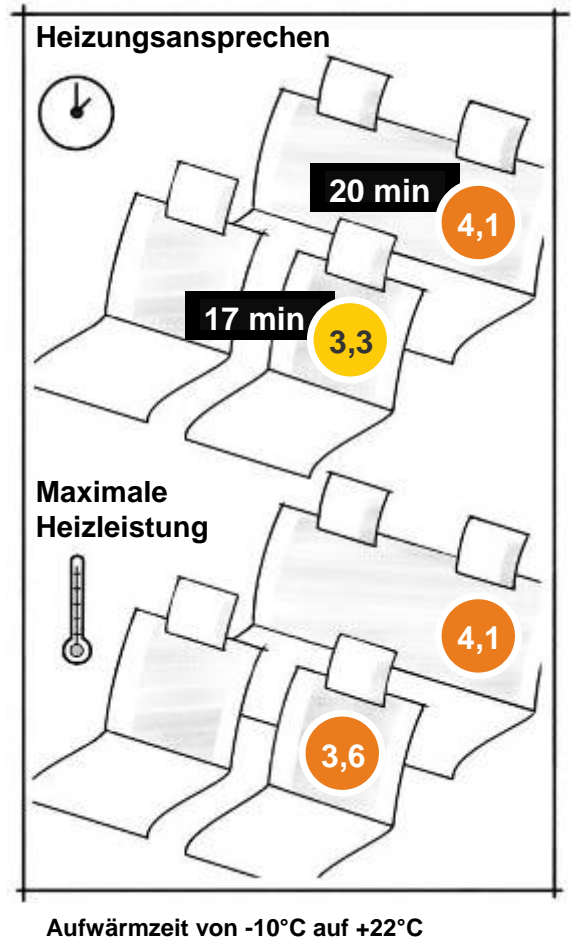 Heizungsansprechen
20 min
4,1
17 min
3,3
Maximale
Heizleistung
4,1
3,6
Aufwärmzeit von -10°C auf +22°C